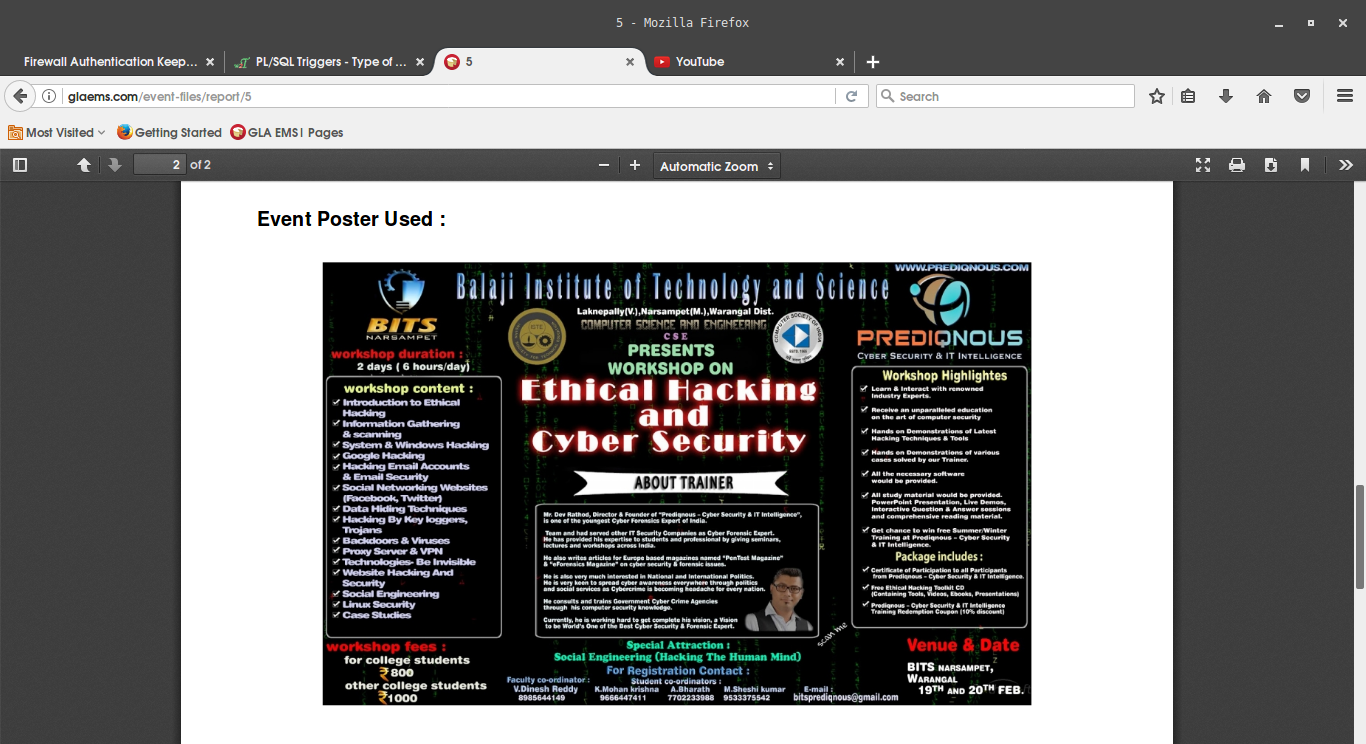 5 - Mozilla Firefox
Firewall Authentication Keep...
PL/SQL Triggers - Type of ...
5
YouTube
glaems.com/event-files/report/5
Search
Most Visited
Getting Started
GLA EMS| Pages
2 of 2
Automatic Zoom
Event Poster Used :
WWW.PREDIQNOUS.COM
Balaji Institute of Technology and Science
Laknepally(V.),Narsampet(M.),Warangal Dist.
COMPUTER SCIENCE AND ENGINEERING
CSE
PRESENTS
WORKSHOP ON
Ethical Hacking
and
Cyber Security
BITS
NARSAMPET
ISTE
COMPUTER SOCIETY OF INDIA
PREDIQNOUS
CYBER SECURITY & IT INTELLIGENCE
workshop duration :
2 days ( 6 hours/day)
workshop content :
Introduction to Ethical
Hacking
Information Gathering
& scanning
System & Windows Hacking
Google Hacking
Hacking Email Accounts
& Email Security
Social Networking Websites
(Facebook, Twitter)
Data Hiding Techniques
Hacking By Key loggers,
Trojans
Backdoors & Viruses
Proxy Server & VPN
Technologies- Be Invisible
Website Hacking And
Security
Social Engineering
Linux Security
Case Studies
workshop fees :
for college students
₹800
other college students
₹1000
ABOUT TRAINER
Mr. Dev Rathod, Director & Founder of "Prediqnous - Cyber Security & IT Intelligence",
is one of the youngest Cyber Forensics Expert of India.
Team and had served other IT Security Companies as Cyber Forensic Expert.
He has provided his expertise to students and professional by giving seminars,
lectures and workshops across India.
He also writes articles for Europe based magazines named "PenTest Magazine"
& "eForensics Magazine" on cyber security & forensic issues.
He is also very much interested in National and International Politics.
He is very keen to spread cyber awareness everywhere through politics
and social services as Cybercrime is becoming headache for every nation.
He consults and trains Government Cyber Crime Agencies
through his computer security knowledge.
Currently, he is working hard to get complete his vision, a Vision
to be World's One of the Best Cyber Security & Forensic Expert.
scan me
Special Attraction :
Social Engineering (Hacking The Human Mind)
For Registration Contact :
Faculty co-ordinator :
V.Dinesh Reddy
8985644149
Student co-ordinators :
K.Mohan krishna A.Bharath M.Sheshi kumar
9666447411 7702233988 9533375542
E-mail :
bitsprediqnous@gmail.com
Workshop Highlightes
Learn & Interact with renowned
Industry Experts.
Receive an unparalleled education
on the art of computer security
Hands on Demonstrations of Latest
Hacking Techniques & Tools
Hands on Demonstrations of various
cases solved by our Trainer.
All the necessary software
would be provided.
All study material would be provided.
PowerPoint Presentation, Live Demos,
Interactive Question & Answer sessions
and comprehensive reading material.
Get chance to win free Summer/Winter
Training at Prediqnous - Cyber Security
& IT Intelligence.
Package includes :
Certificate of Participation to all Participants
from Prediqnous - Cyber Security & IT Intelligence.
Free Ethical Hacking Toolkit CD
(Containing Tools, Videos, Ebooks, Presentations)
Prediqnous - Cyber Security & IT Intelligence
Training Redemption Coupon (10% discount)
Venue & Date
BITS NARSAMPET,
WARANGAL
19TH AND 20TH FEB.